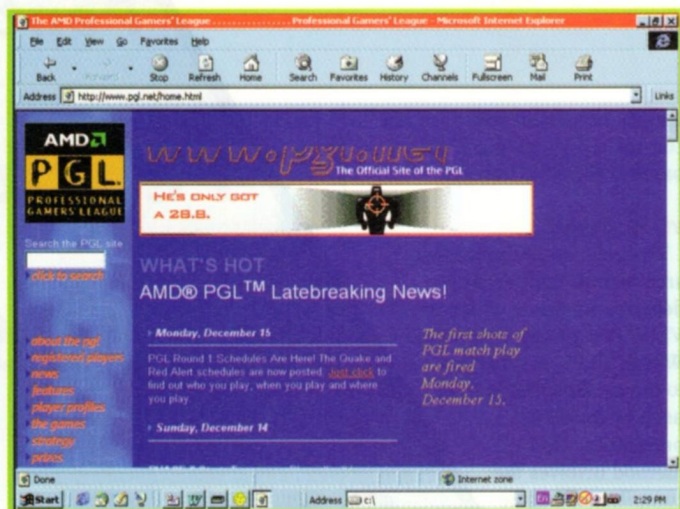 The AMD Professional Gamers' League . . . . . . . . . . . . . . . . Professional Gamers' League - Microsoft Internet Explorer
File Edit View Go Favorites Help
Back Stop Refresh Home Search Favorites History Channels Fullscreen Mail Print
Address http://www.pgl.net/home.html Links
AMD
PGL
PROFESSIONAL
GAMERS' LEAGUE
Search the PGL site
click to search
about the pgl
registered players
news
features
player profiles
the games
strategy
prizes
www.pgl.net
The Official Site of the PGL
HE'S ONLY GOT
A 28.8.
WHAT'S HOT
AMD® PGL™ Latebreaking News!
Monday, December 15
PGL Round 1 Schedules Are Here! The Quake and
Red Alert schedules are now posted. Just click to
find out who you play, when you play and where
you play.
Sunday, December 14
The first shots of
PGL match play
are fired
Monday,
December 15.
Done Internet zone
Start Address c:\ 2:29 PM